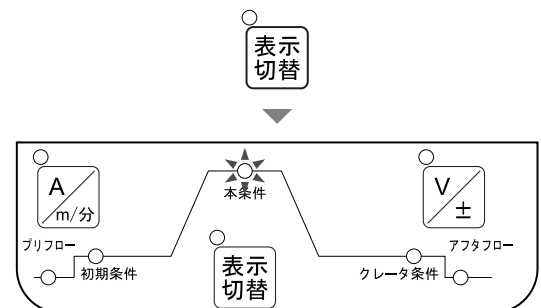 表示
切替
A
m/分
本条件
V
±
プリフロー
初期条件
表示
切替
クレータ条件
アフタフロー